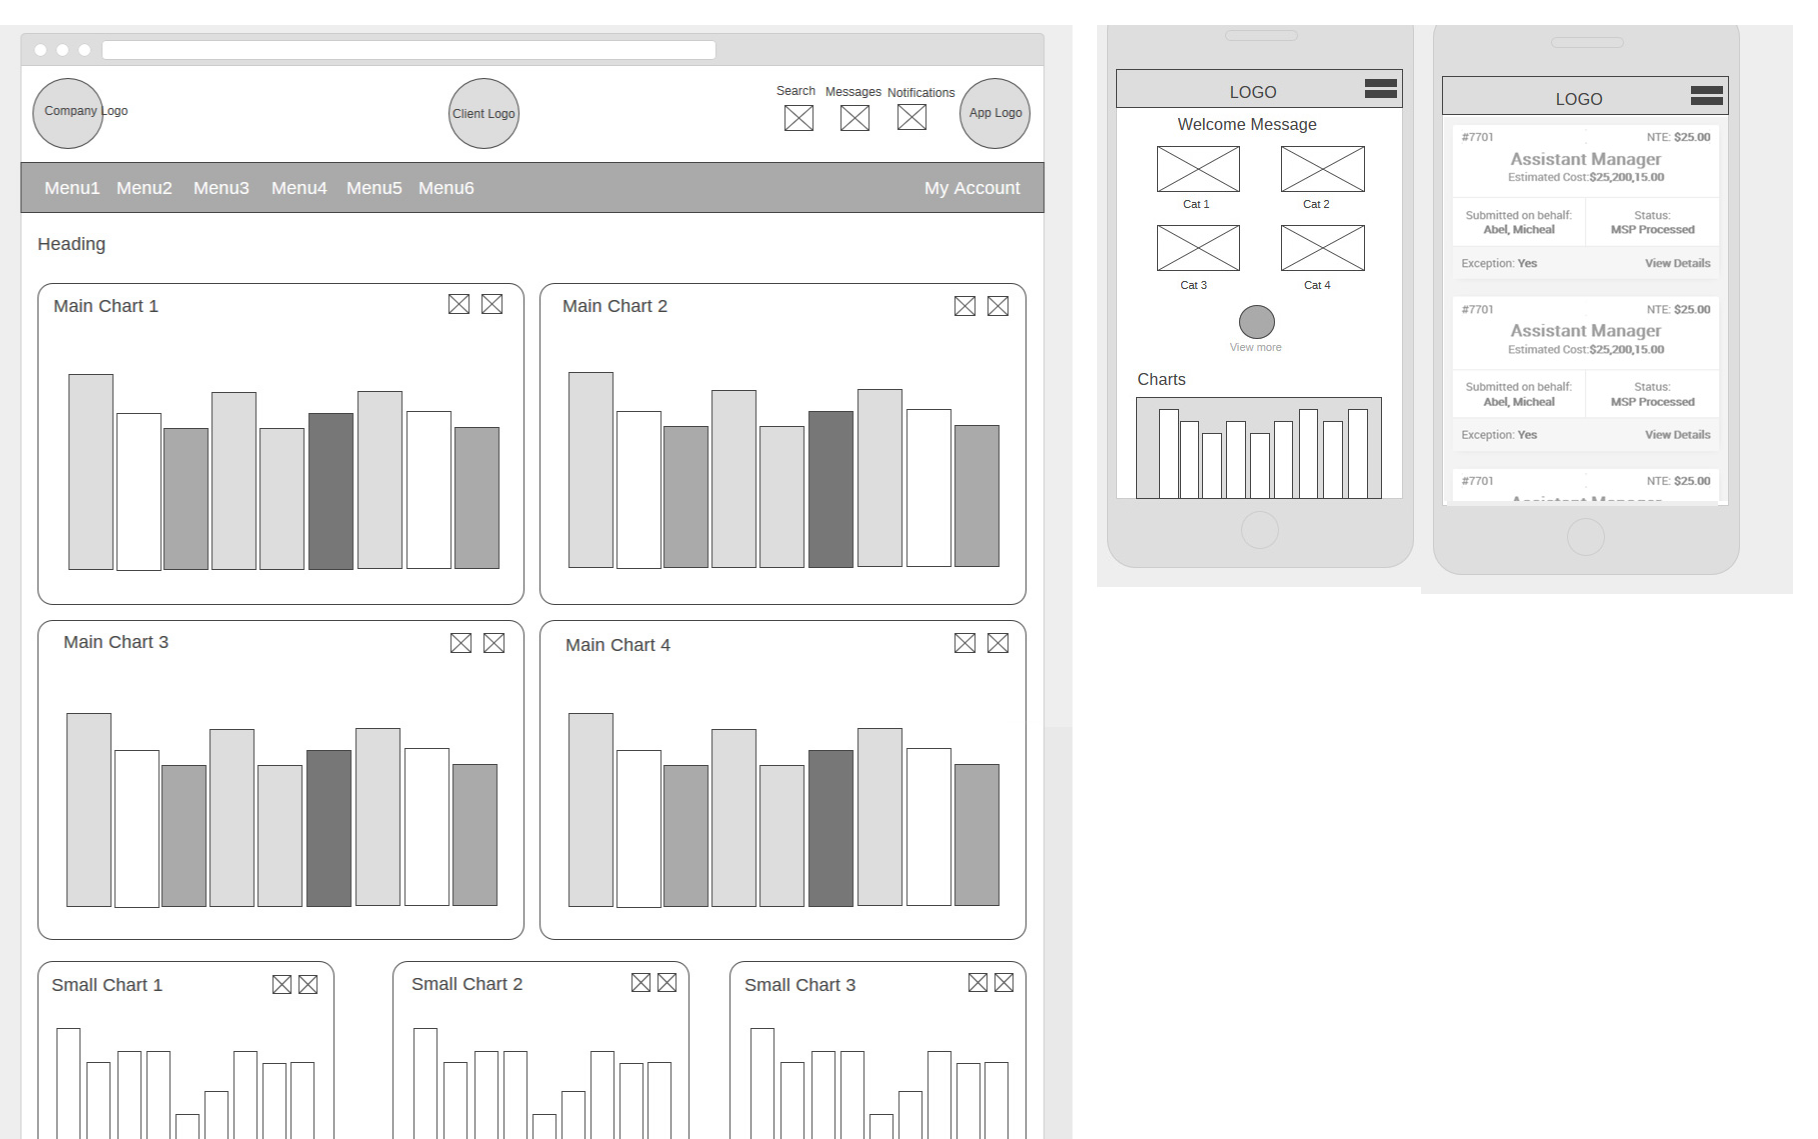 Company Logo
Client Logo
Search
Messages
Notifications
App Logo
Menu1
Menu2
Menu3
Menu4
Menu5
Menu6
My Account
Heading
Main Chart 1
Main Chart 2
Main Chart 3
Main Chart 4
Small Chart 1
Small Chart 2
Small Chart 3
LOGO
Welcome Message
Cat 1
Cat 2
Cat 3
Cat 4
View more
Charts
LOGO
#7701
NTE: $25.00
Assistant Manager
Estimated Cost:$25,200,15.00
Submitted on behalf:
Abel, Micheal
Status:
MSP Processed
Exception: Yes
View Details
#7701
NTE: $25.00
Assistant Manager
Estimated Cost:$25,200,15.00
Submitted on behalf:
Abel, Micheal
Status:
MSP Processed
Exception: Yes
View Details
#7701
NTE: $25.00
Assistant Manager